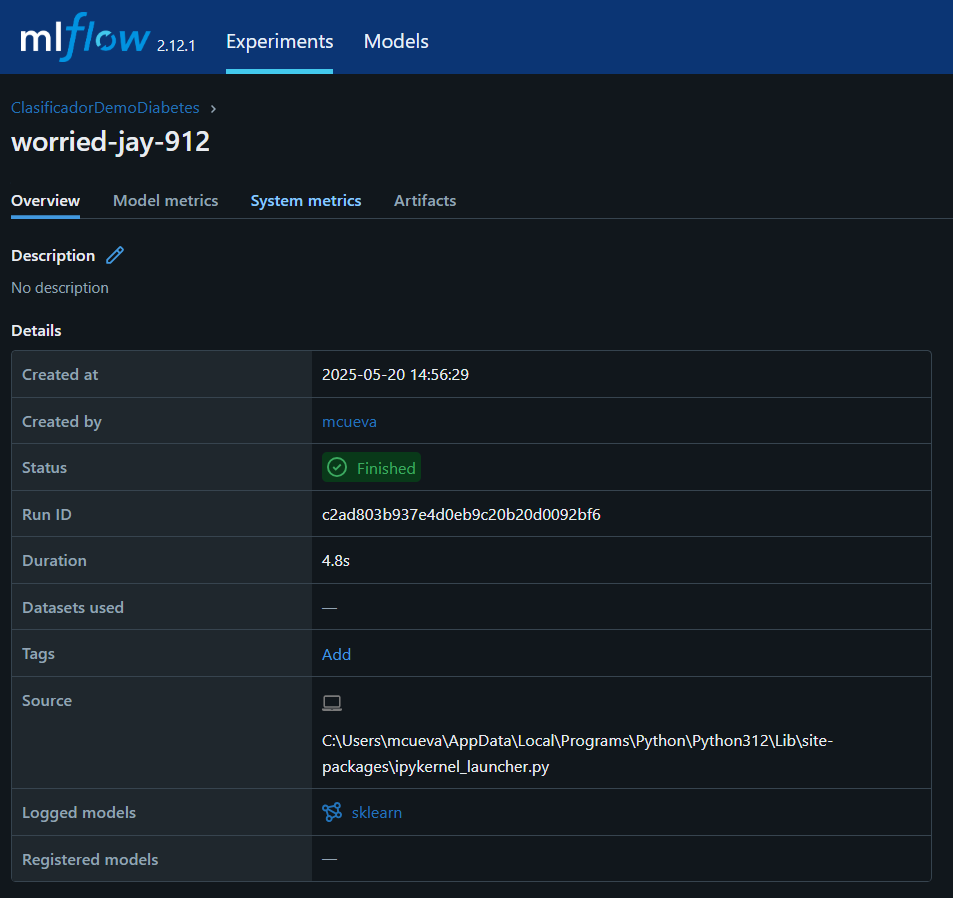 mlflow 2.12.1 Experiments Models
ClasificadorDemoDiabetes ›
worried-jay-912
Overview Model metrics System metrics Artifacts
Description
No description
Details
Created at 2025-05-20 14:56:29
Created by mcueva
Status Finished
Run ID c2ad803b937e4d0eb9c20b20d0092bf6
Duration 4.8s
Datasets used —
Tags Add
Source
C:\Users\mcueva\AppData\Local\Programs\Python\Python312\Lib\site-
packages\ipykernel_launcher.py
Logged models sklearn
Registered models —